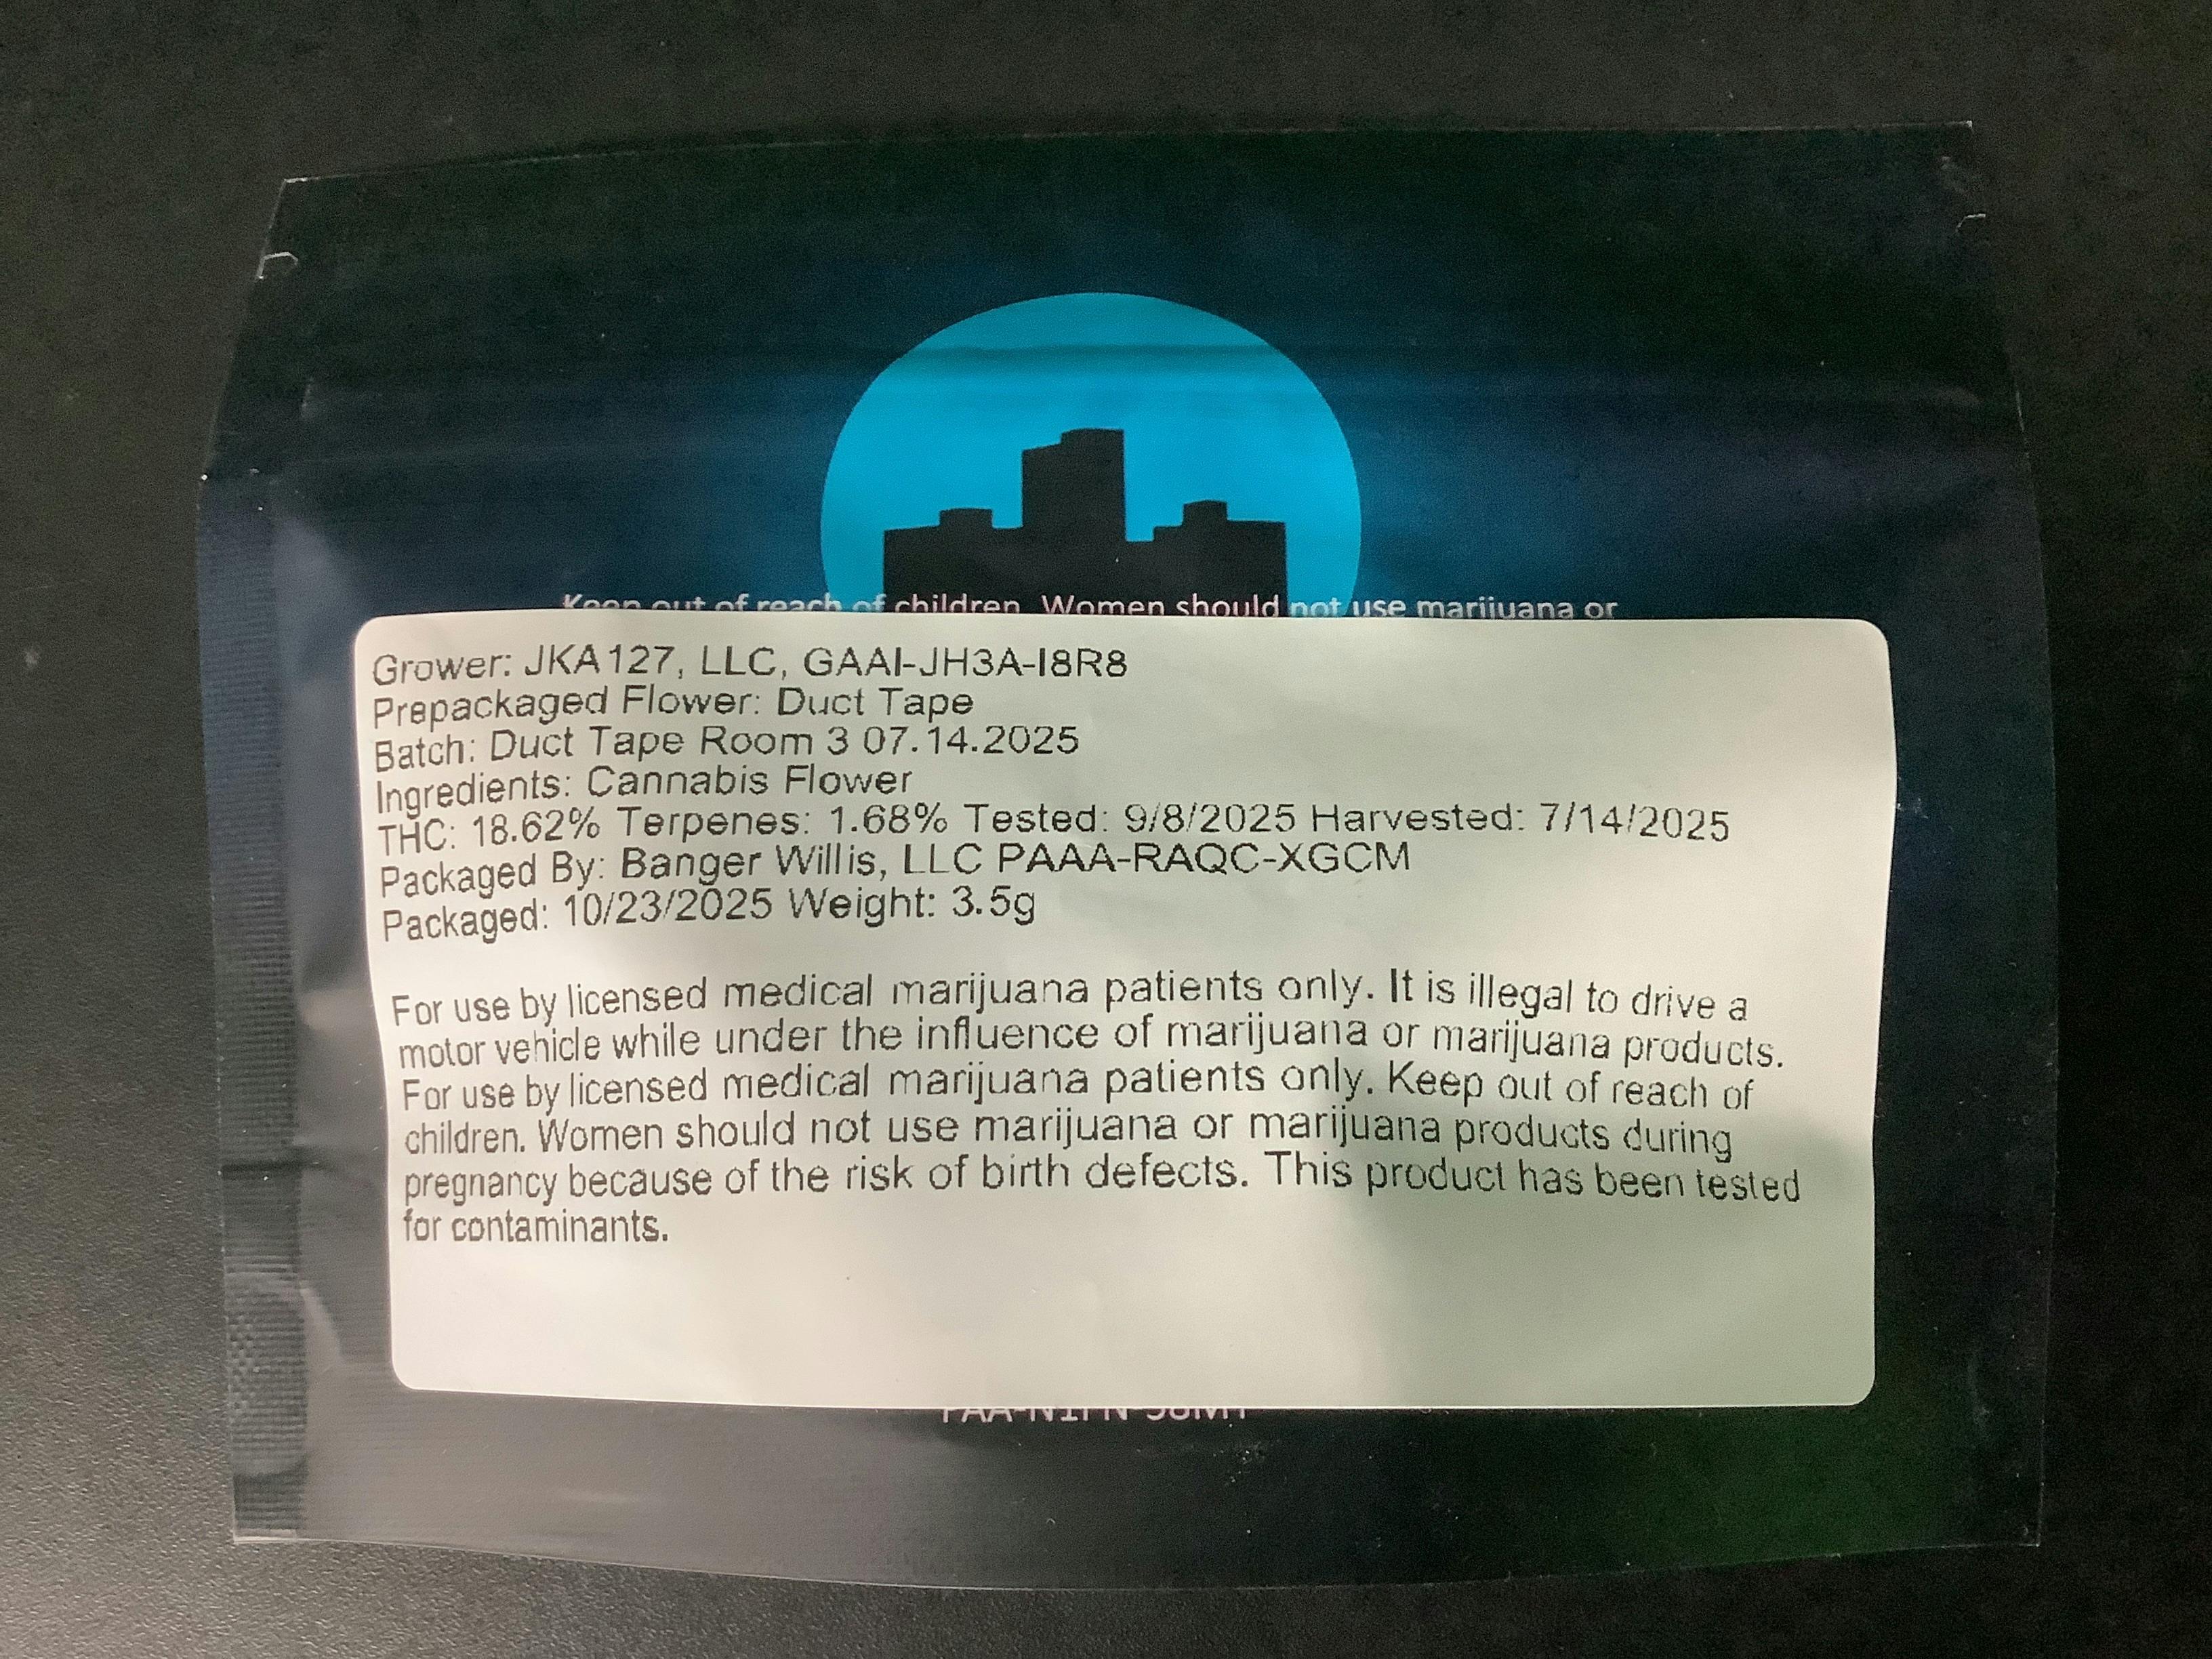 Keep out of reach of children. Women should not use marijuana or
Grower: JKA127, LLC, GAAI-JH3A-I8R8
Prepackaged Flower: Duct Tape
Batch: Duct Tape Room 3 07.14.2025
Ingredients: Cannabis Flower
THC: 18.62% Terpenes: 1.68% Tested: 9/8/2025 Harvested: 7/14/2025
Packaged By: Banger Willis, LLC PAAA-RAQC-XGCM
Packaged: 10/23/2025 Weight: 3.5g
For use by licensed medical marijuana patients only. It is illegal to drive a
motor vehicle while under the influence of marijuana or marijuana products.
For use by licensed medical marijuana patients only. Keep out of reach of
children. Women should not use marijuana or marijuana products during
pregnancy because of the risk of birth defects. This product has been tested
for contaminants.